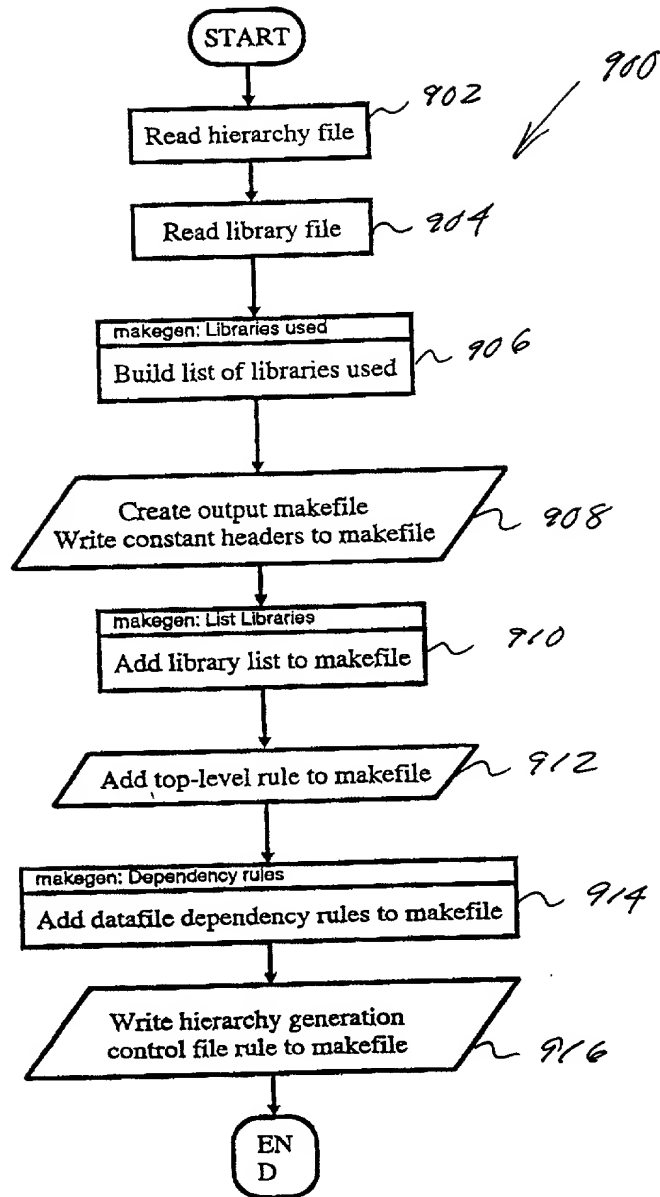 START
900
902
Read hierarchy file
Read library file
904
makegen: Libraries used
Build list of libraries used
906
Create output makefile
Write constant headers to makefile
908
makegen: List Libraries
Add library list to makefile
910
Add top-level rule to makefile
912
makegen: Dependency rules
Add datafile dependency rules to makefile
914
Write hierarchy generation
control file rule to makefile
916
EN
D